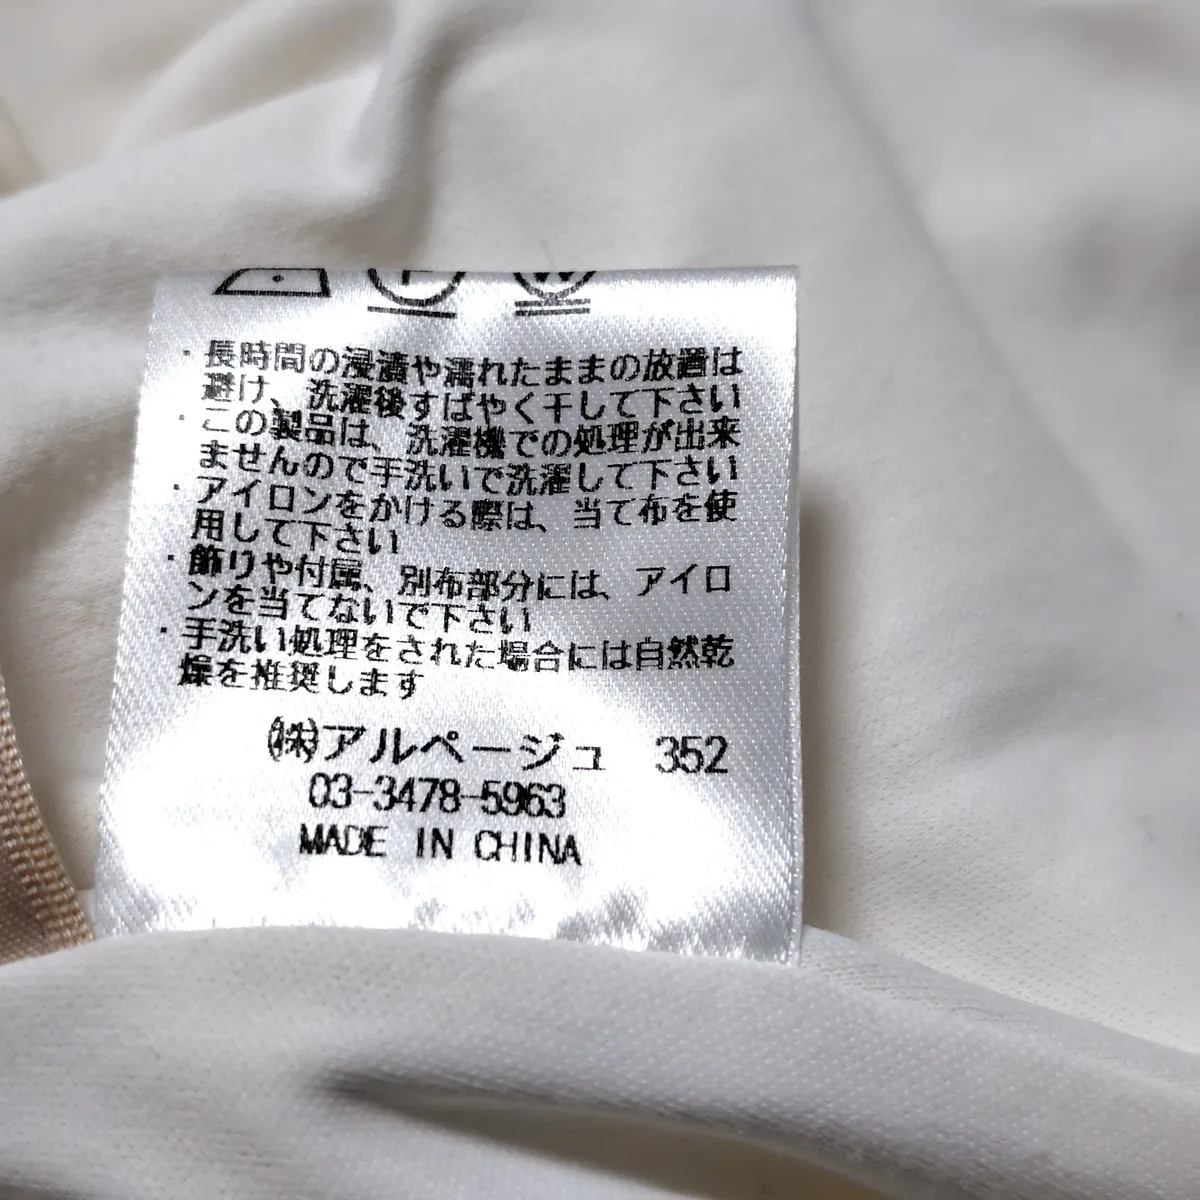 ・長時間の浸漬や濡れたままの放置は
避け、洗濯後すばやく干して下さい
・この製品は、洗濯機での処理が出来
ませんので手洗いで洗濯して下さい
・アイロンをかける際は、当て布を使
用して下さい
・飾りや付属、別布部分には、アイロ
ンを当てないで下さい
・手洗い処理をされた場合には自然乾
燥を推奨します
㈱アルページュ 352
03-3478-5963
MADE IN CHINA